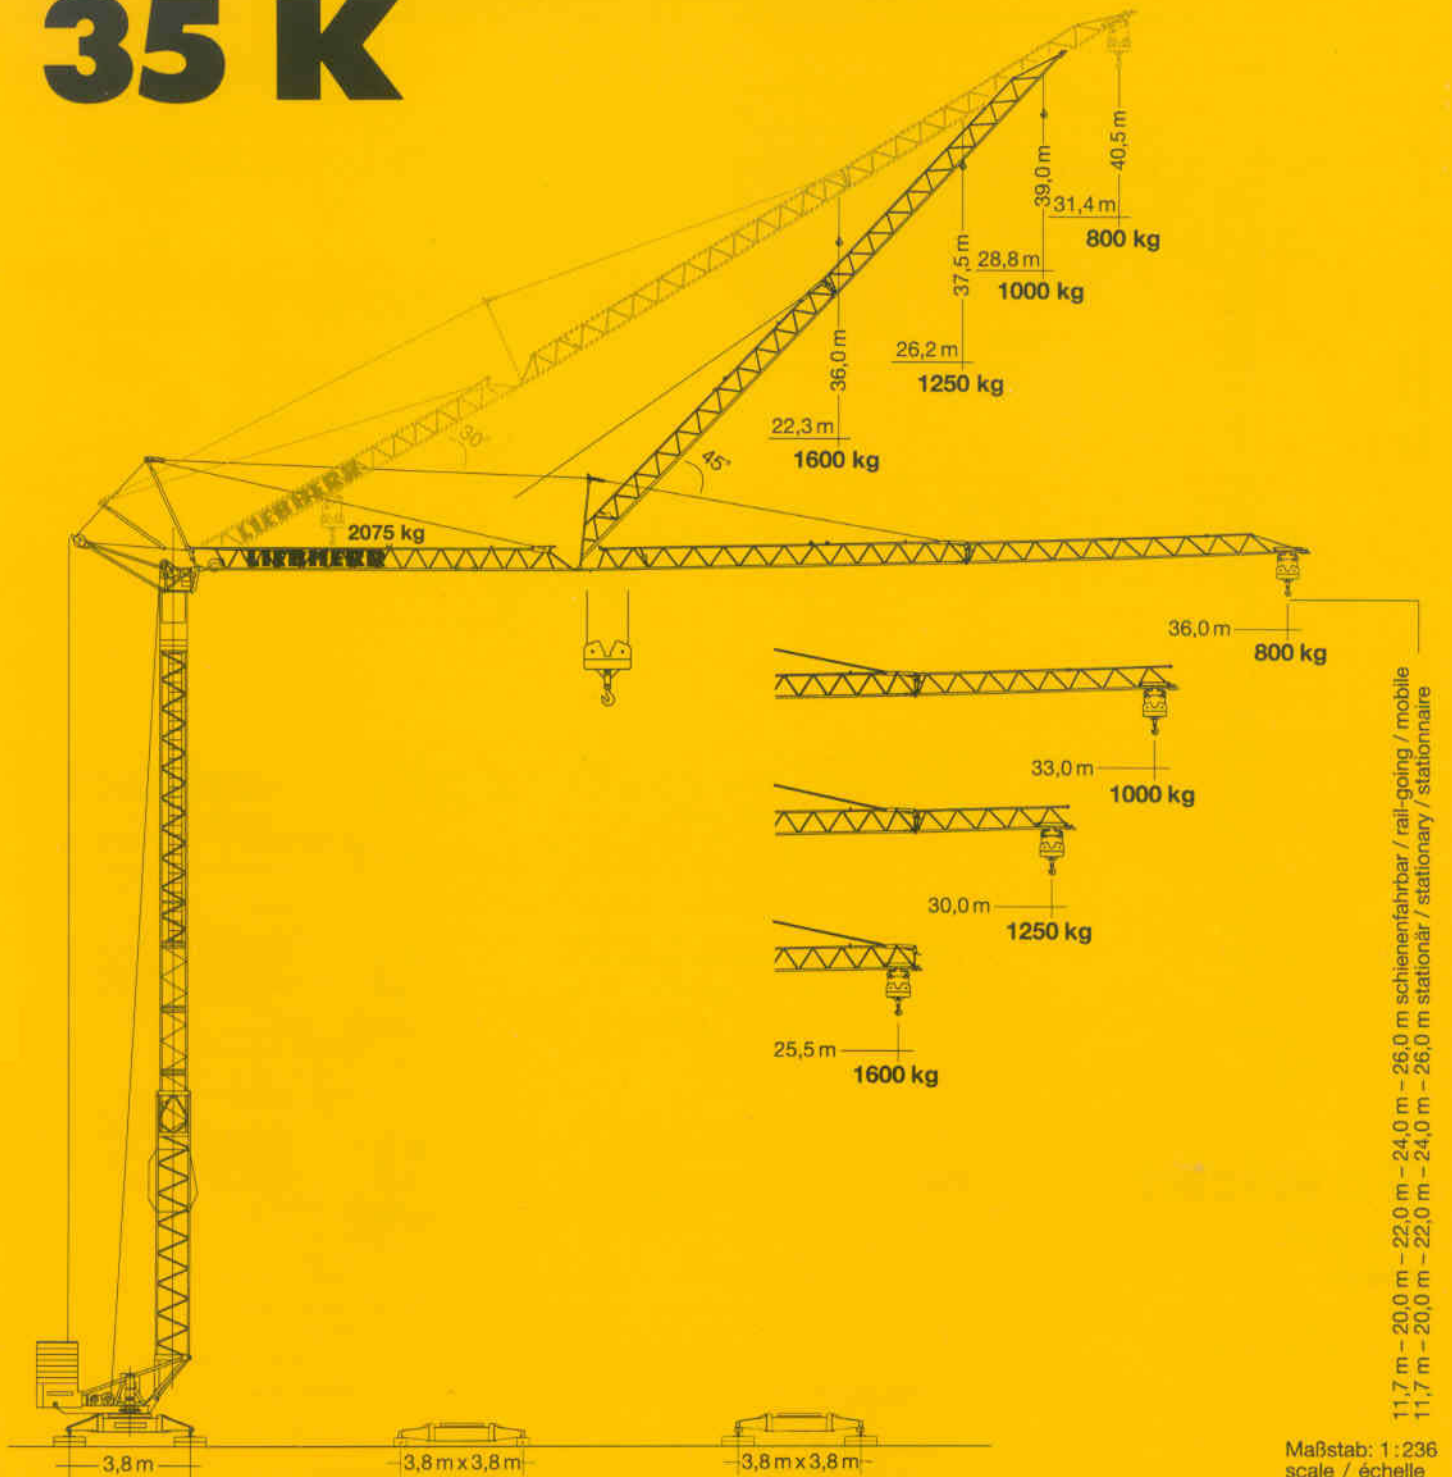 35 K
40,5 m
39,0 m
31,4 m
800 kg
37,5 m
28,8 m
1000 kg
36,0 m
26,2 m
1250 kg
22,3 m
1600 kg
30°
45°
LIEBHERR
2075 kg
LIEBHERR
36,0 m
800 kg
33,0 m
1000 kg
30,0 m
1250 kg
25,5 m
1600 kg
11,7 m – 20,0 m – 22,0 m – 24,0 m – 26,0 m schienenfahrbar / rail-going / mobile
11,7 m – 20,0 m – 22,0 m – 24,0 m – 26,0 m stationär / stationary / stationnaire
3,8 m
3,8 m x 3,8 m
3,8 m x 3,8 m
Maßstab: 1:236
scale / échelle